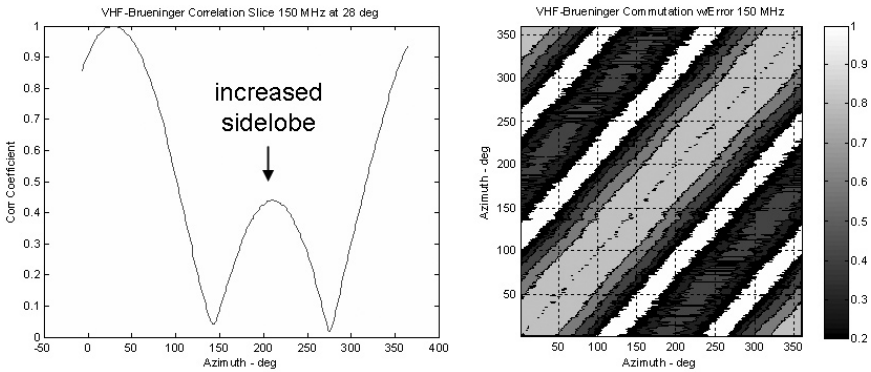 VHF-Brueninger Correlation Slice 150 MHz at 28 deg
1
0.9
0.8
0.7
0.6
0.5
0.4
0.3
0.2
0.1
0
Corr Coefficient
increased
sidelobe
-50 0 50 100 150 200 250 300 350 400
Azimuth - deg
VHF-Brueninger Commutation w/Error 150 MHz
350
300
250
200
150
100
50
Azimuth - deg
50 100 150 200 250 300 350
Azimuth - deg
1
0.9
0.8
0.7
0.6
0.5
0.4
0.3
0.2